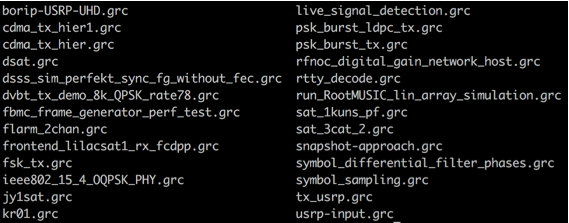 borip-USRP-UHD.grc live_signal_detection.grc
cdma_tx_hier1.grc psk_burst_ldpc_tx.grc
cdma_tx_hier.grc psk_burst_tx.grc
dsat.grc rfnoc_digital_gain_network_host.grc
dsss_sim_perfekt_sync_fg_without_fec.grc rtty_decode.grc
dvbt_tx_demo_8k_QPSK_rate78.grc run_RootMUSIC_lin_array_simulation.grc
fbmc_frame_generator_perf_test.grc sat_1kuns_pf.grc
flarm_2chan.grc sat_3cat_2.grc
frontend_lilacsat1_rx_fcdpp.grc snapshot-approach.grc
fsk_tx.grc symbol_differential_filter_phases.grc
ieee802_15_4_OQPSK_PHY.grc symbol_sampling.grc
jy1sat.grc tx_usrp.grc
kr01.grc usrp-input.grc